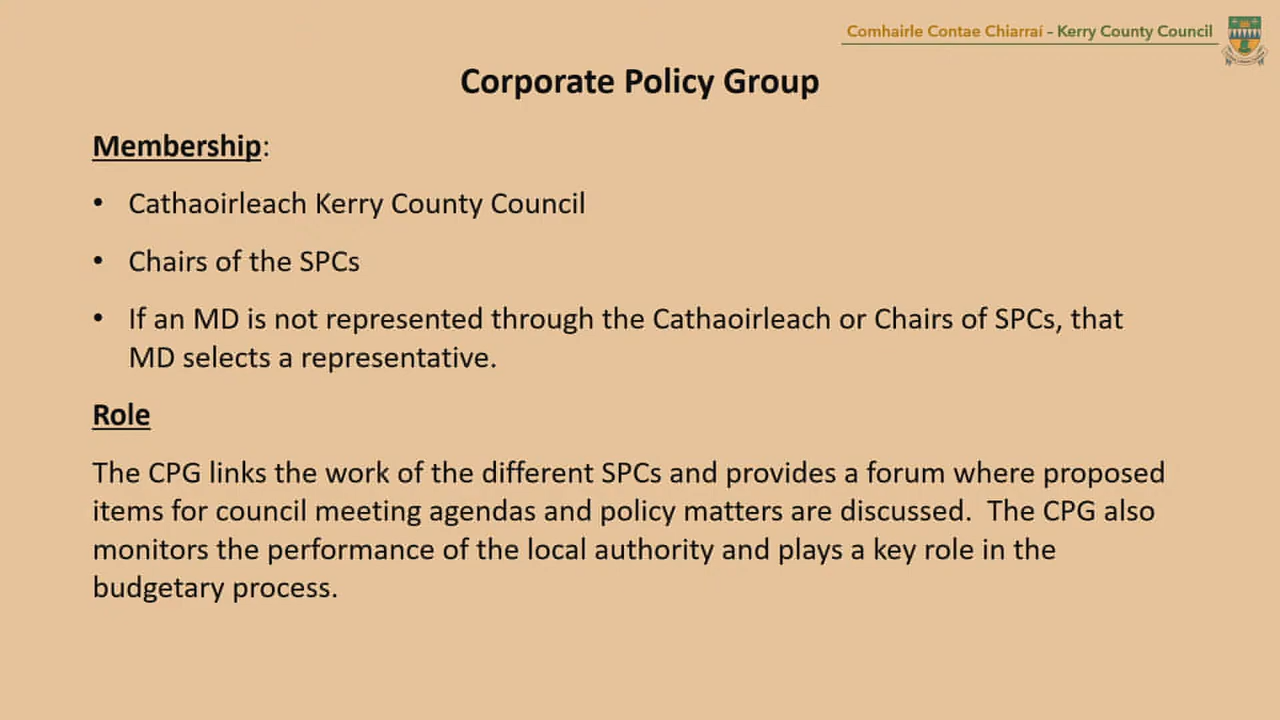 Comhairle Contae Chiarraí - Kerry County Council
Corporate Policy Group
Membership:
• Cathaoirleach Kerry County Council
• Chairs of the SPCs
• If an MD is not represented through the Cathaoirleach or Chairs of SPCs, that
MD selects a representative.
Role
The CPG links the work of the different SPCs and provides a forum where proposed
items for council meeting agendas and policy matters are discussed.  The CPG also
monitors the performance of the local authority and plays a key role in the
budgetary process.